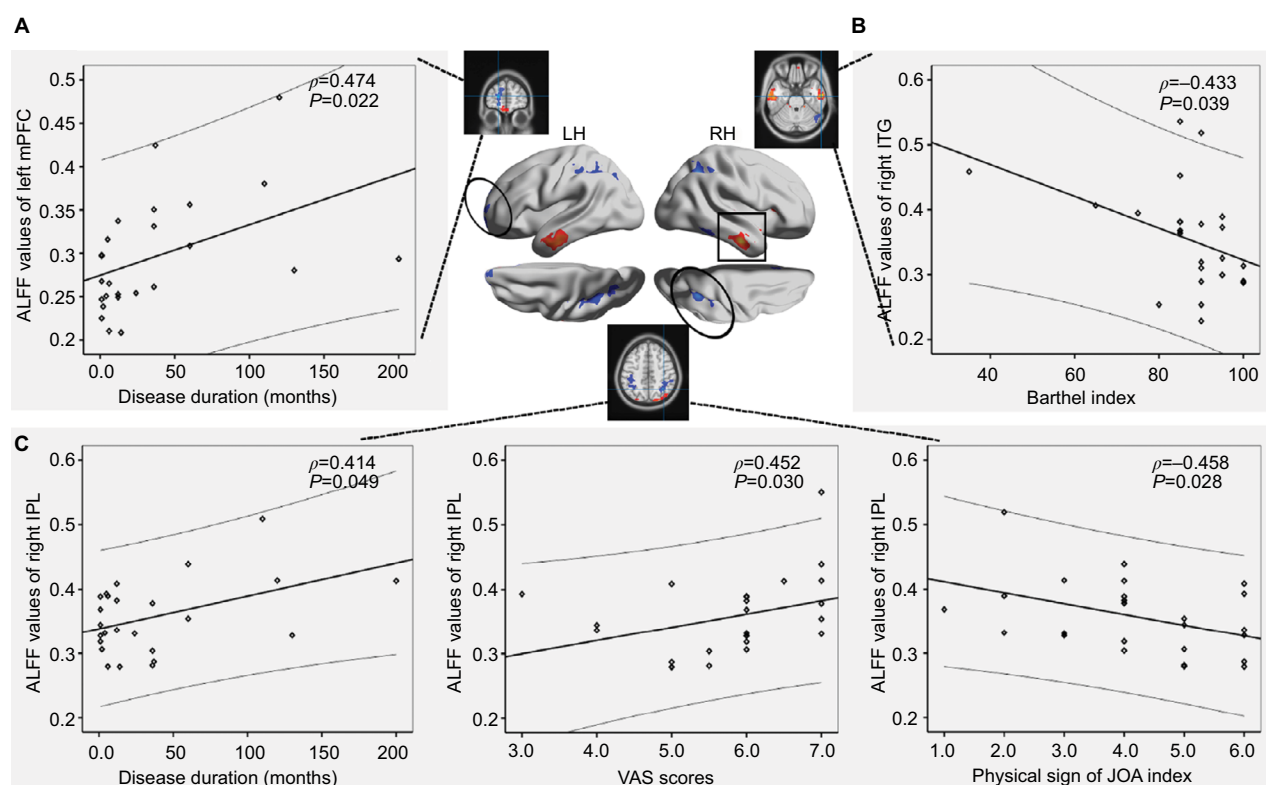 A
B
ρ=0.474
P=0.022
0.5
0.45
0.4
0.35
0.3
0.25
0.2
ALFF values of left mPFC
0.0 50 100 150 200
Disease duration (months)
LH
RH
ρ=–0.433
P=0.039
0.6
0.5
0.4
0.3
0.2
ALFF values of right ITG
40 60 80 100
Barthel index
C
ρ=0.414
P=0.049
0.6
0.5
0.4
0.3
0.2
ALFF values of right IPL
0.0 50 100 150 200
Disease duration (months)
ρ=0.452
P=0.030
0.6
0.5
0.4
0.3
0.2
ALFF values of right IPL
3.0 4.0 5.0 6.0 7.0
VAS scores
ρ=–0.458
P=0.028
0.6
0.5
0.4
0.3
0.2
ALFF values of right IPL
1.0 2.0 3.0 4.0 5.0 6.0
Physical sign of JOA index